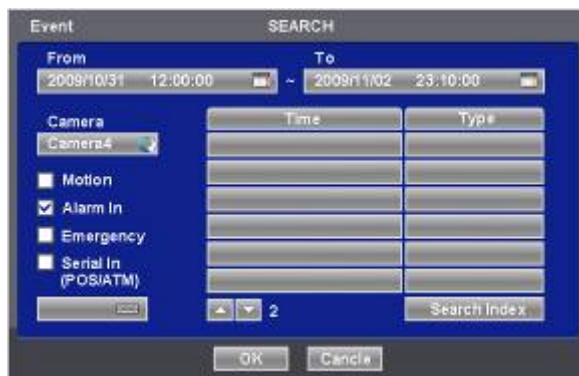 Event SEARCH
From To
2009/10/31 12:00:00 ~ 2009/11/02 23:10:00
Camera Time Type
Camera4
Motion
Alarm In
Emergency
Serial In
(POS/ATM)
2 Search Index
OK Cancle